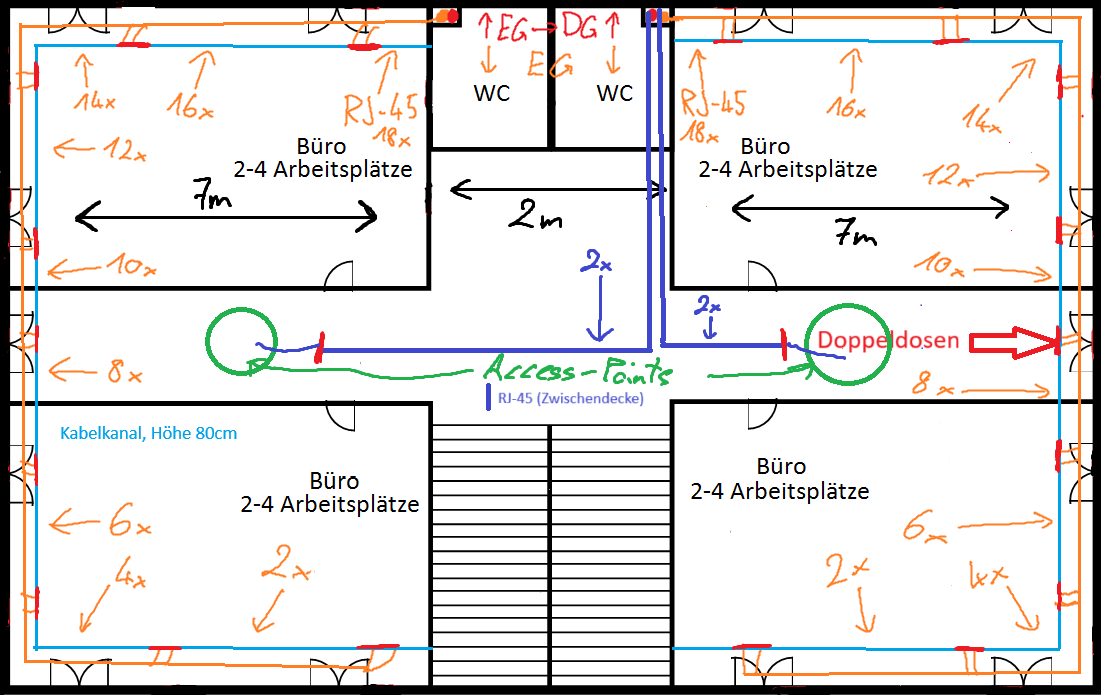 EG → DG
EG
WC
WC
14x
16x
RJ-45
18x
12x
Büro
2-4 Arbeitsplätze
7m
10x
2m
RJ-45
18x
16x
14x
Büro
2-4 Arbeitsplätze
12x
7m
10x
2x
2x
Doppeldosen
8x
Access-Points
8x
RJ-45 (Zwischendecke)
Kabelkanal, Höhe 80cm
Büro
2-4 Arbeitsplätze
6x
4x
2x
Büro
2-4 Arbeitsplätze
6x
2x
4x